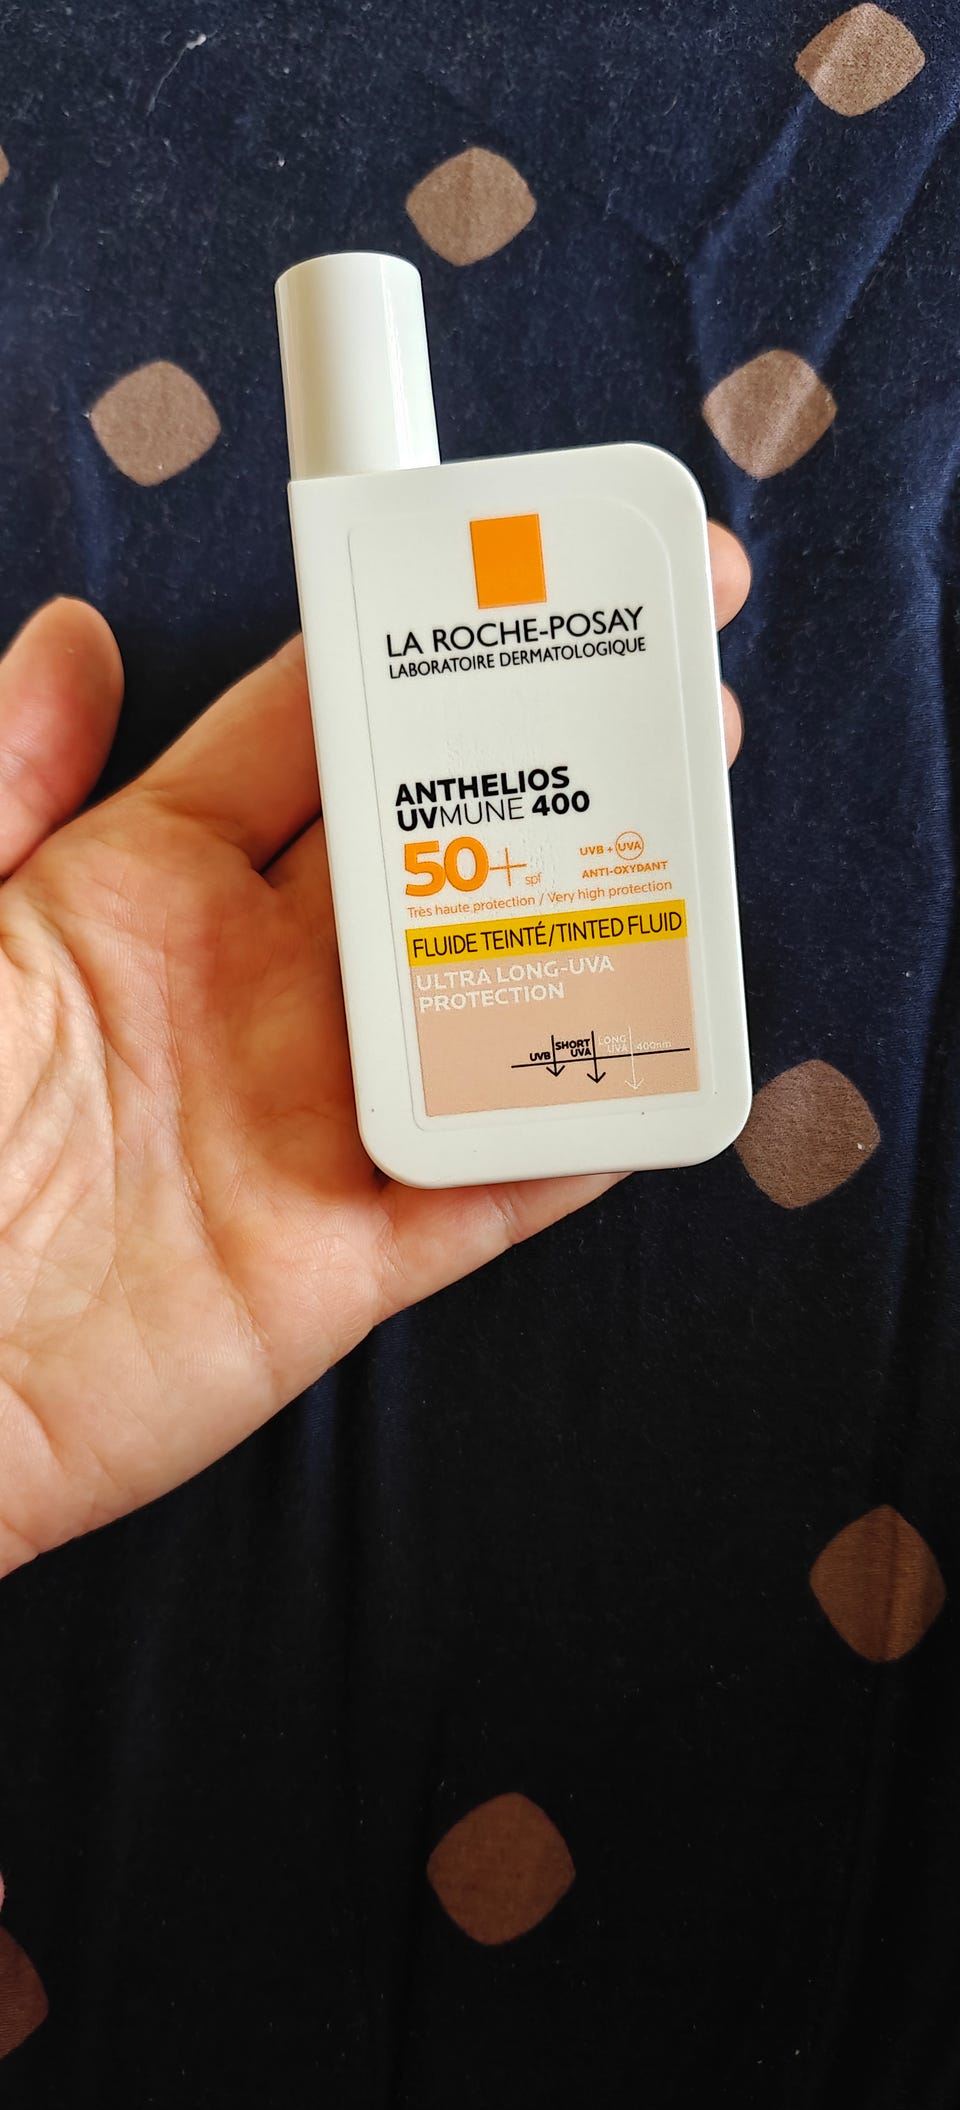 LA ROCHE-POSAY
LABORATOIRE DERMATOLOGIQUE
ANTHELIOS
UVMUNE 400
50+ spf
UVB + UVA
ANTI-OXYDANT
Très haute protection / Very high protection
FLUIDE TEINTÉ/TINTED FLUID
ULTRA LONG-UVA
PROTECTION
UVB SHORT UVA LONG UVA 400nm